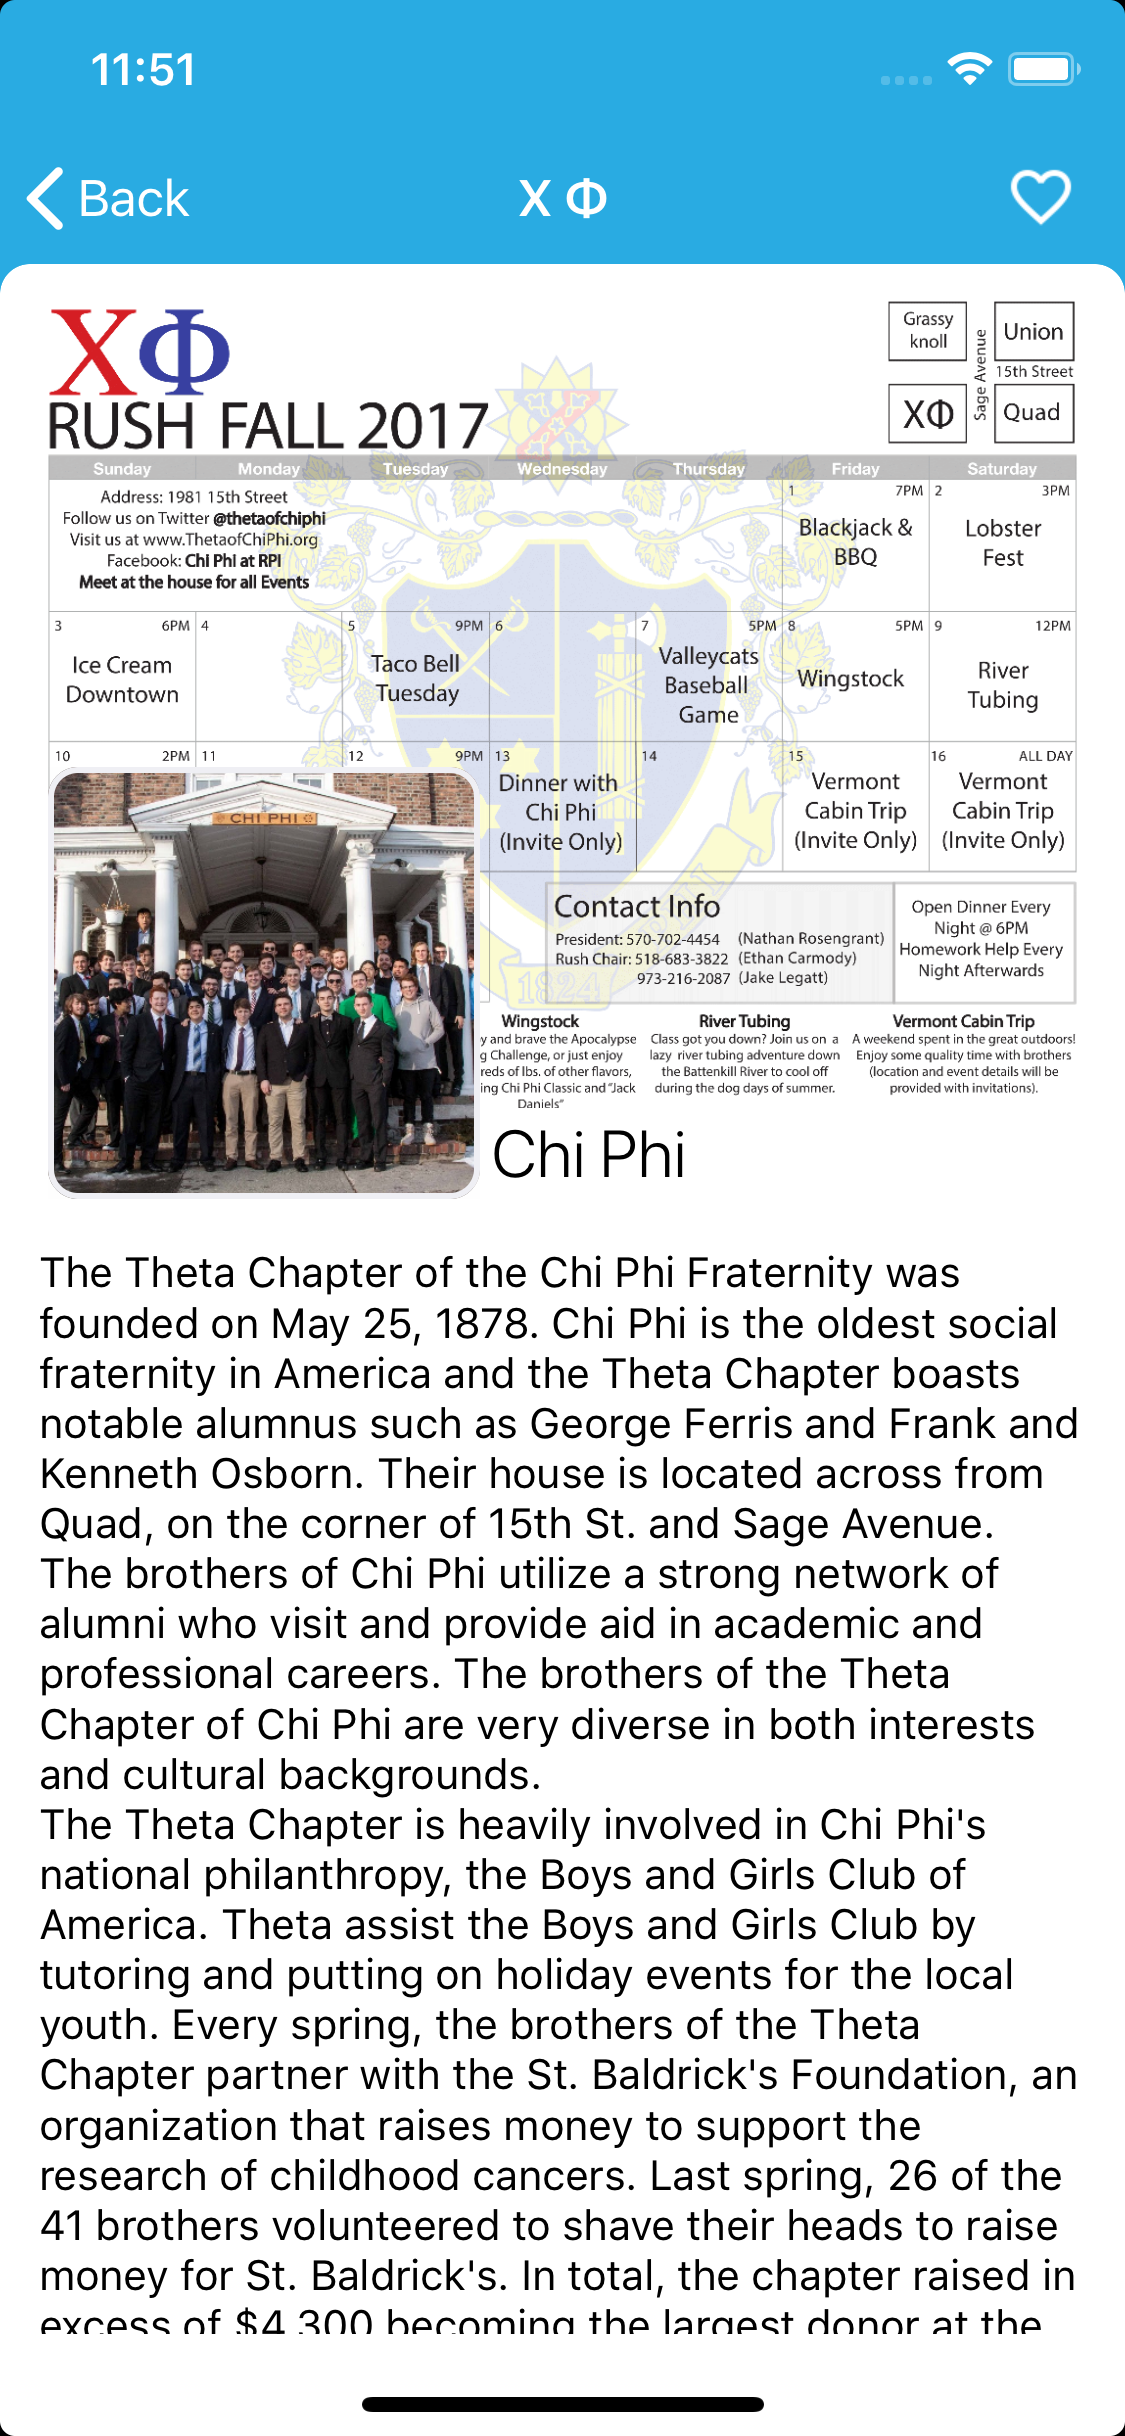 11:51
Back
Χ Φ
ΧΦ
RUSH FALL 2017
Grassy
knoll
Sage Avenue
Union
15th Street
ΧΦ
Quad
Sunday Monday Tuesday Wednesday Thursday Friday Saturday
Address: 1981 15th Street
Follow us on Twitter @thetaofchiphi
Visit us at www.ThetaofChiPhi.org
Facebook: Chi Phi at RPI
Meet at the house for all Events
1 7PM
Blackjack &
BBQ
2 3PM
Lobster
Fest
3 6PM
Ice Cream
Downtown
4
5 9PM
Taco Bell
Tuesday
6
7 5PM
Valleycats
Baseball
Game
8 5PM
Wingstock
9 12PM
River
Tubing
10 2PM
11
12 9PM
13
Dinner with
Chi Phi
(Invite Only)
14
15
Vermont
Cabin Trip
(Invite Only)
16 ALL DAY
Vermont
Cabin Trip
(Invite Only)
CHI PHI
1824
Contact Info
President: 570-702-4454 (Nathan Rosengrant)
Rush Chair: 518-683-3822 (Ethan Carmody)
973-216-2087 (Jake Legatt)
Open Dinner Every
Night @ 6PM
Homework Help Every
Night Afterwards
Wingstock
y and brave the Apocalypse
g Challenge, or just enjoy
reds of lbs. of other flavors,
ing Chi Phi Classic and "Jack
Daniels"
River Tubing
Class got you down? Join us on a
lazy river tubing adventure down
the Battenkill River to cool off
during the dog days of summer.
Vermont Cabin Trip
A weekend spent in the great outdoors!
Enjoy some quality time with brothers
(location and event details will be
provided with invitations).
Chi Phi
The Theta Chapter of the Chi Phi Fraternity was
founded on May 25, 1878. Chi Phi is the oldest social
fraternity in America and the Theta Chapter boasts
notable alumnus such as George Ferris and Frank and
Kenneth Osborn. Their house is located across from
Quad, on the corner of 15th St. and Sage Avenue.
The brothers of Chi Phi utilize a strong network of
alumni who visit and provide aid in academic and
professional careers. The brothers of the Theta
Chapter of Chi Phi are very diverse in both interests
and cultural backgrounds.
The Theta Chapter is heavily involved in Chi Phi's
national philanthropy, the Boys and Girls Club of
America. Theta assist the Boys and Girls Club by
tutoring and putting on holiday events for the local
youth. Every spring, the brothers of the Theta
Chapter partner with the St. Baldrick's Foundation, an
organization that raises money to support the
research of childhood cancers. Last spring, 26 of the
41 brothers volunteered to shave their heads to raise
money for St. Baldrick's. In total, the chapter raised in
excess of $4,300 becoming the largest donor at the